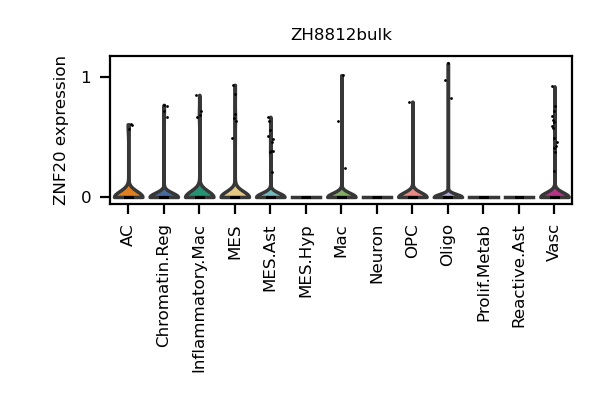 ZH8812bulk
ZNF20 expression
1
0
AC
Chromatin.Reg
Inflammatory.Mac
MES
MES.Ast
MES.Hyp
Mac
Neuron
OPC
Oligo
Prolif.Metab
Reactive.Ast
Vasc